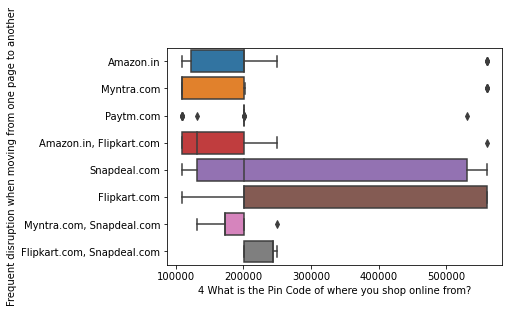 Frequent disruption when moving from one page to another
Amazon.in
Myntra.com
Paytm.com
Amazon.in, Flipkart.com
Snapdeal.com
Flipkart.com
Myntra.com, Snapdeal.com
Flipkart.com, Snapdeal.com
100000 200000 300000 400000 500000
4 What is the Pin Code of where you shop online from?